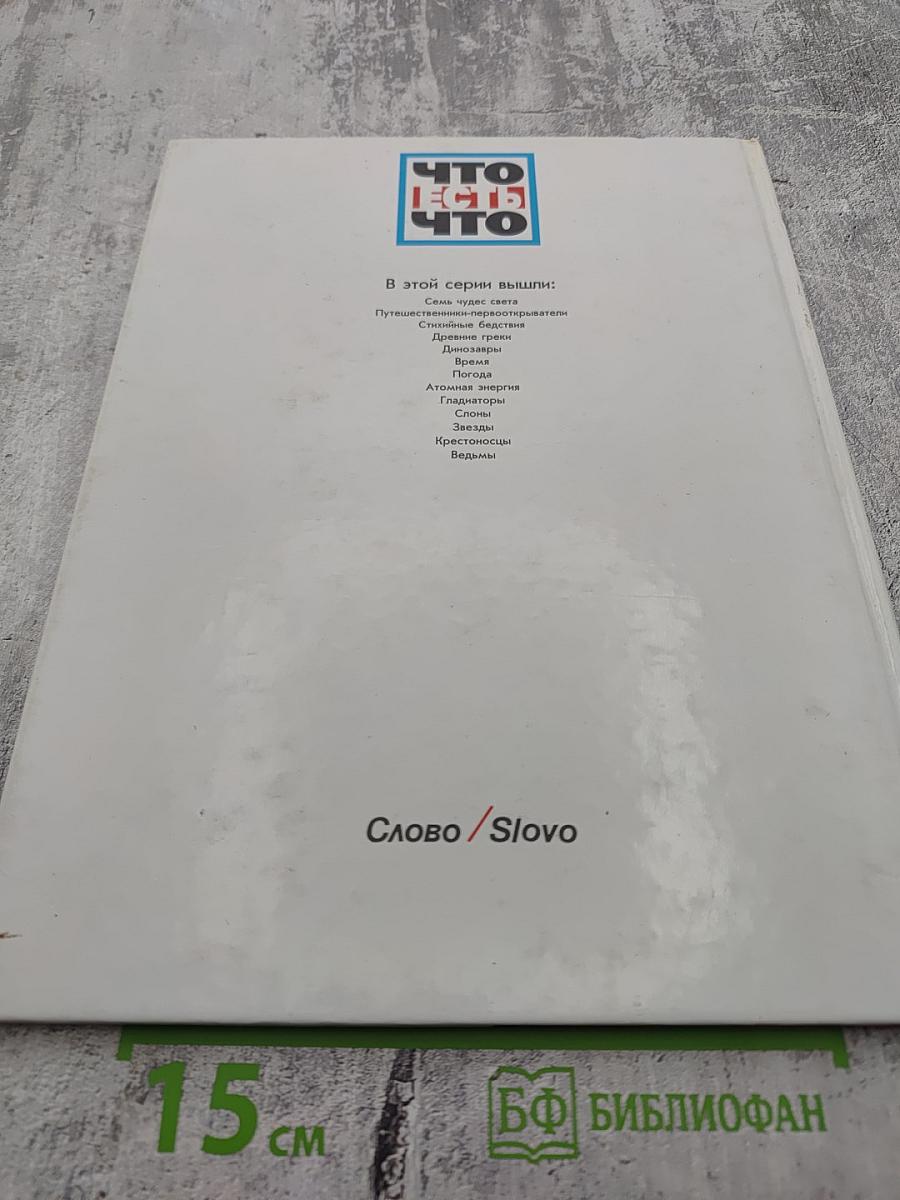 ЧТО
ЕСТЬ
ЧТО
В этой серии вышли:
Семь чудес света
Путешественники-первооткрыватели
Стихийные бедствия
Древние греки
Динозавры
Время
Погода
Атомная энергия
Гладиаторы
Слоны
Звезды
Крестоносцы
Ведьмы
Слово/Slovo
15 см
БФ БИБЛИОФАН